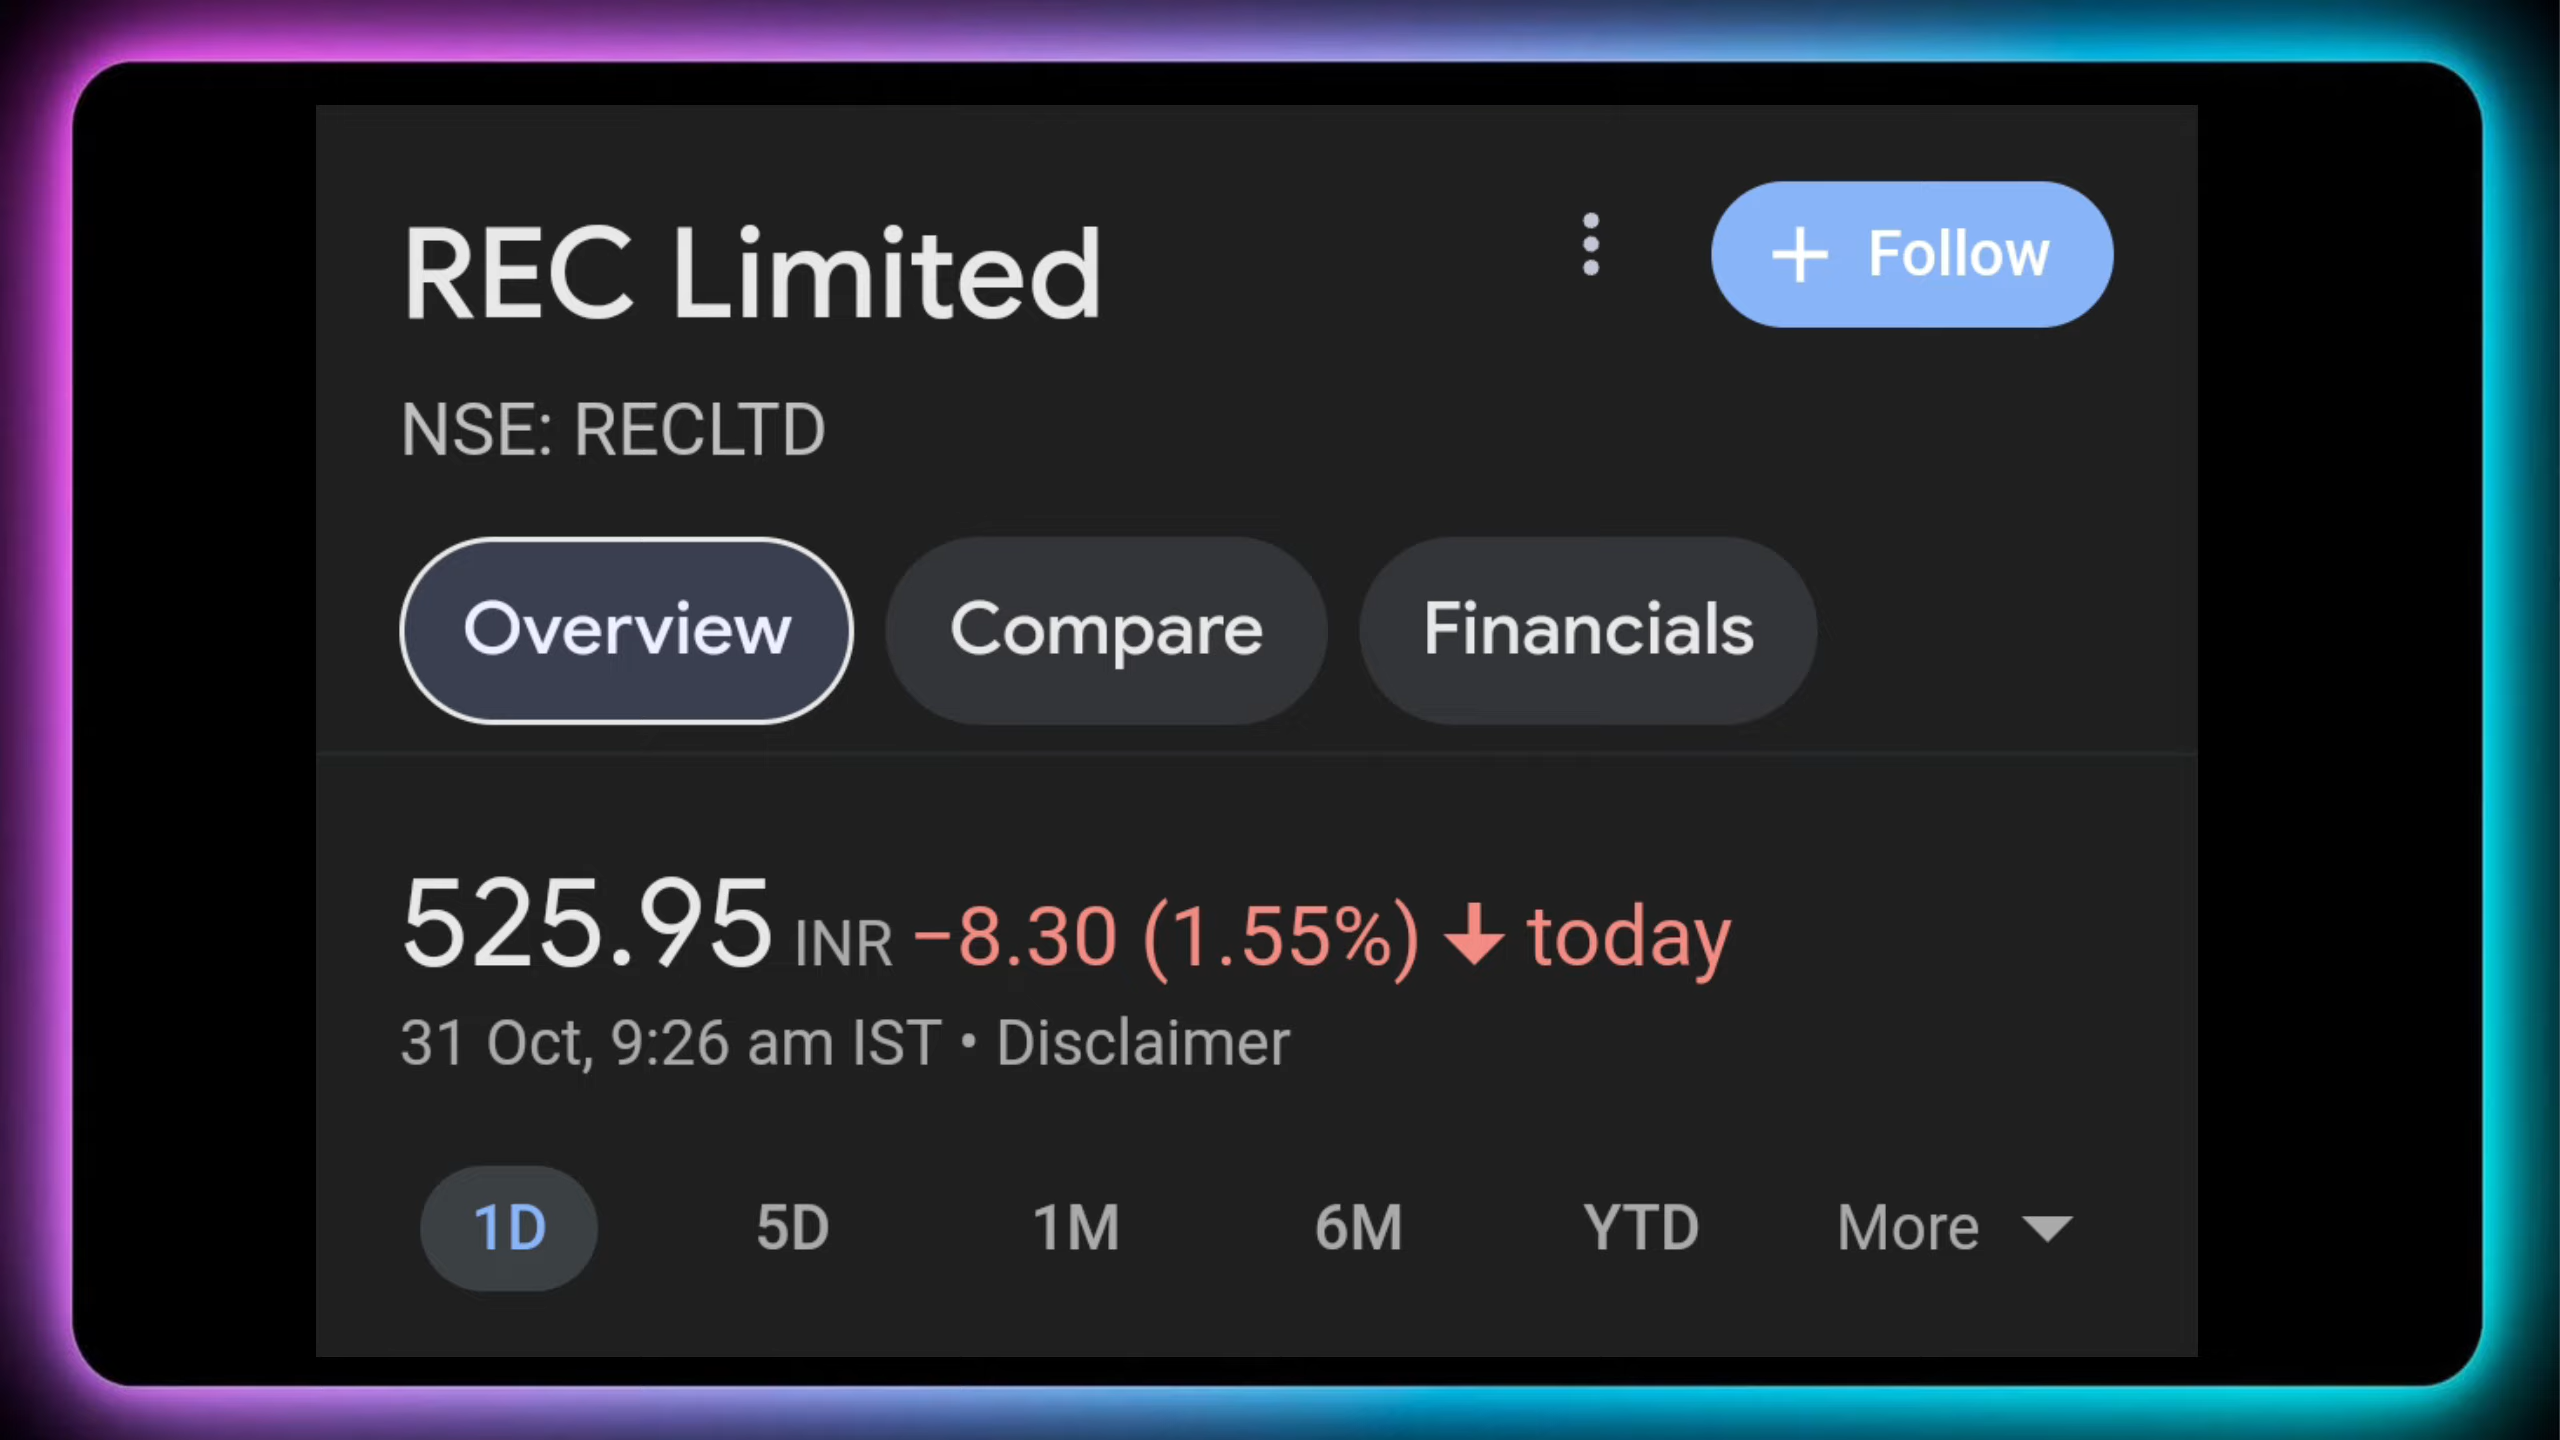 REC Limited
+ Follow
NSE: RECLTD
Overview Compare Financials
525.95 INR −8.30 (1.55%) ↓ today
31 Oct, 9:26 am IST • Disclaimer
1D 5D 1M 6M YTD More